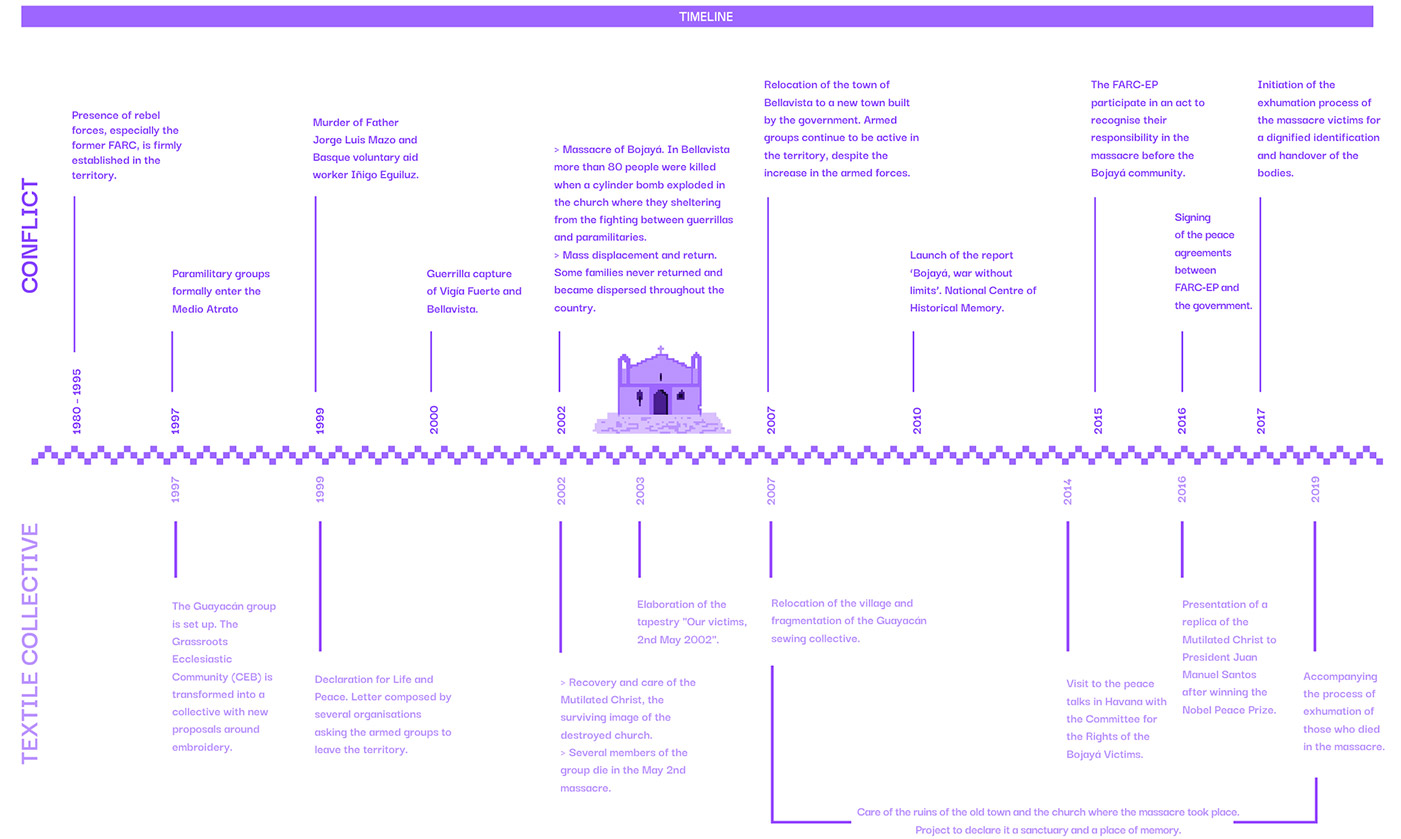 TIMELINE
CONFLICT
Presence of rebel
forces, especially the
former FARC, is firmly
established in the
territory.
1980 - 1995
Paramilitary groups
formally enter the
Medio Atrato
1997
Murder of Father
Jorge Luis Mazo and
Basque voluntary aid
worker Iñigo Eguiluz.
1999
Guerrilla capture
of Vigía Fuerte and
Bellavista.
2000
> Massacre of Bojayá. In Bellavista
more than 80 people were killed
when a cylinder bomb exploded in
the church where they sheltering
from the fighting between guerrillas
and paramilitaries.
> Mass displacement and return.
Some families never returned and
became dispersed throughout the
country.
2002
Relocation of the town of
Bellavista to a new town built
by the government. Armed
groups continue to be active in
the territory, despite the
increase in the armed forces.
2007
Launch of the report
‘Bojayá, war without
limits’. National Centre of
Historical Memory.
2010
The FARC-EP
participate in an act to
recognise their
responsibility in the
massacre before the
Bojayá community.
2015
Signing
of the peace
agreements
between
FARC-EP and
the government.
2016
Initiation of the
exhumation process of
the massacre victims for
a dignified identification
and handover of the
bodies.
2017
TEXTILE COLLECTIVE
1997
The Guayacán group
is set up. The
Grassroots
Ecclesiastic
Community (CEB) is
transformed into a
collective with new
proposals around
embroidery.
1999
Declaration for Life and
Peace. Letter composed by
several organisations
asking the armed groups to
leave the territory.
2002
> Recovery and care of the
Mutilated Christ, the
surviving image of the
destroyed church.
> Several members of the
group die in the May 2nd
massacre.
2003
Elaboration of the
tapestry "Our victims,
2nd May 2002".
2007
Relocation of the village and
fragmentation of the Guayacán
sewing collective.
2014
Visit to the peace
talks in Havana with
the Committee for
the Rights of the
Bojayá Victims.
2016
Presentation of a
replica of the
Mutilated Christ to
President Juan
Manuel Santos
after winning the
Nobel Peace Prize.
2019
Accompanying
the process of
exhumation of
those who died
in the massacre.
Care of the ruins of the old town and the church where the massacre took place.
Project to declare it a sanctuary and a place of memory.